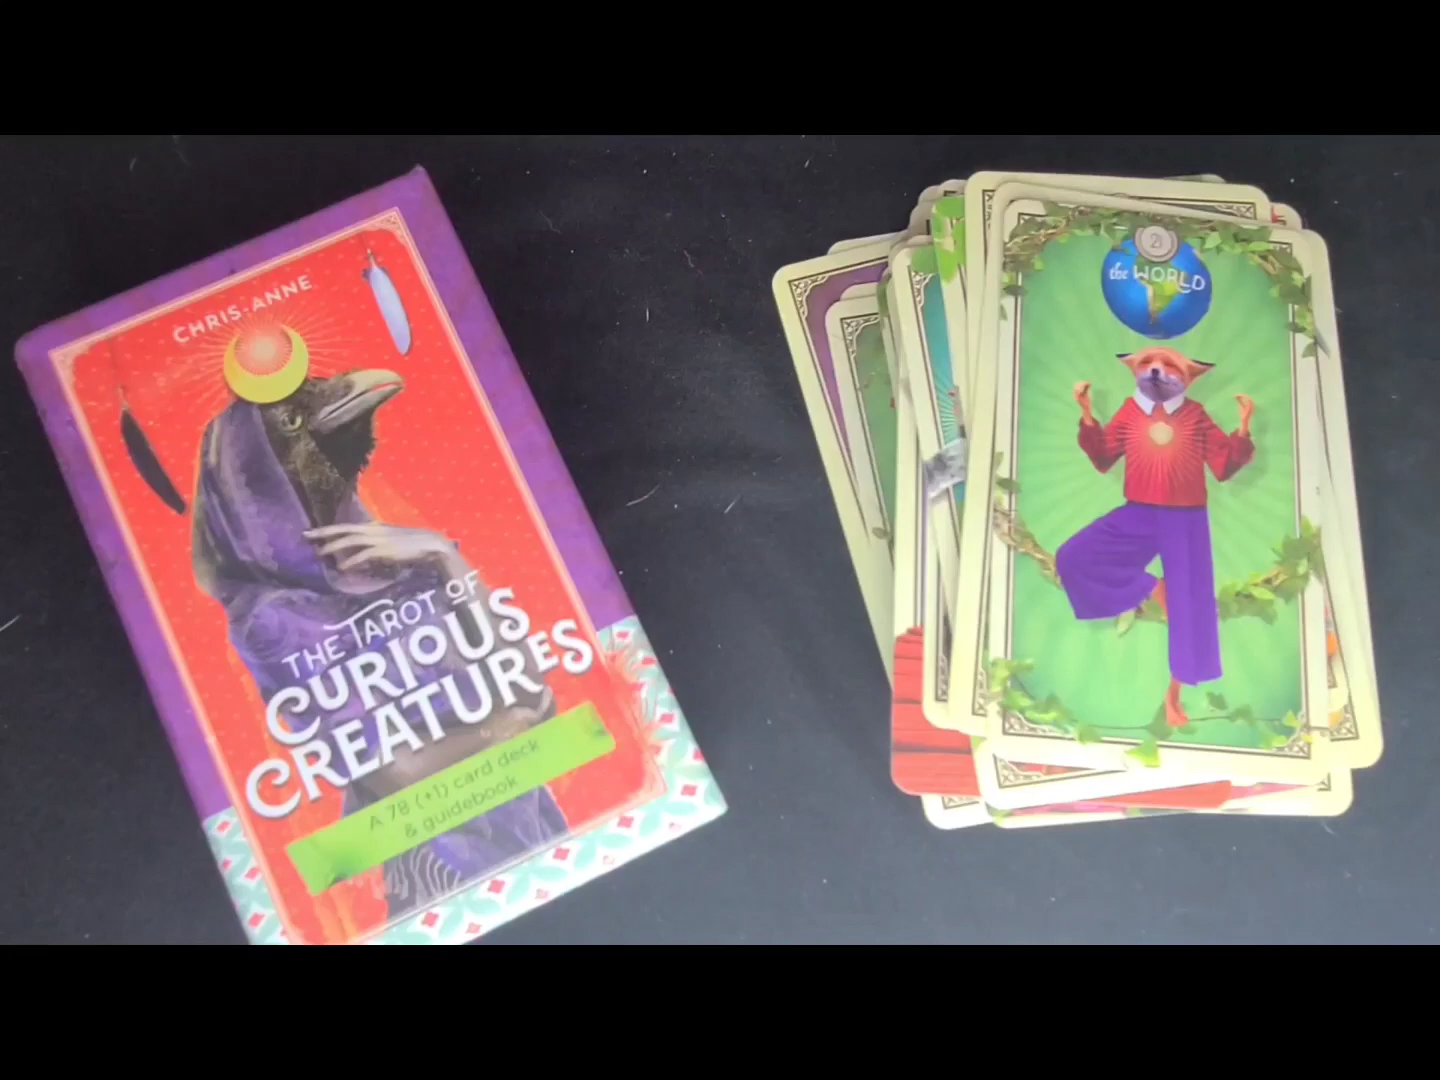 CHRIS-ANNE
THE TAROT OF
CURIOUS
CREATURES
A 78 (+1) card deck
& guidebook
21
the WORLD